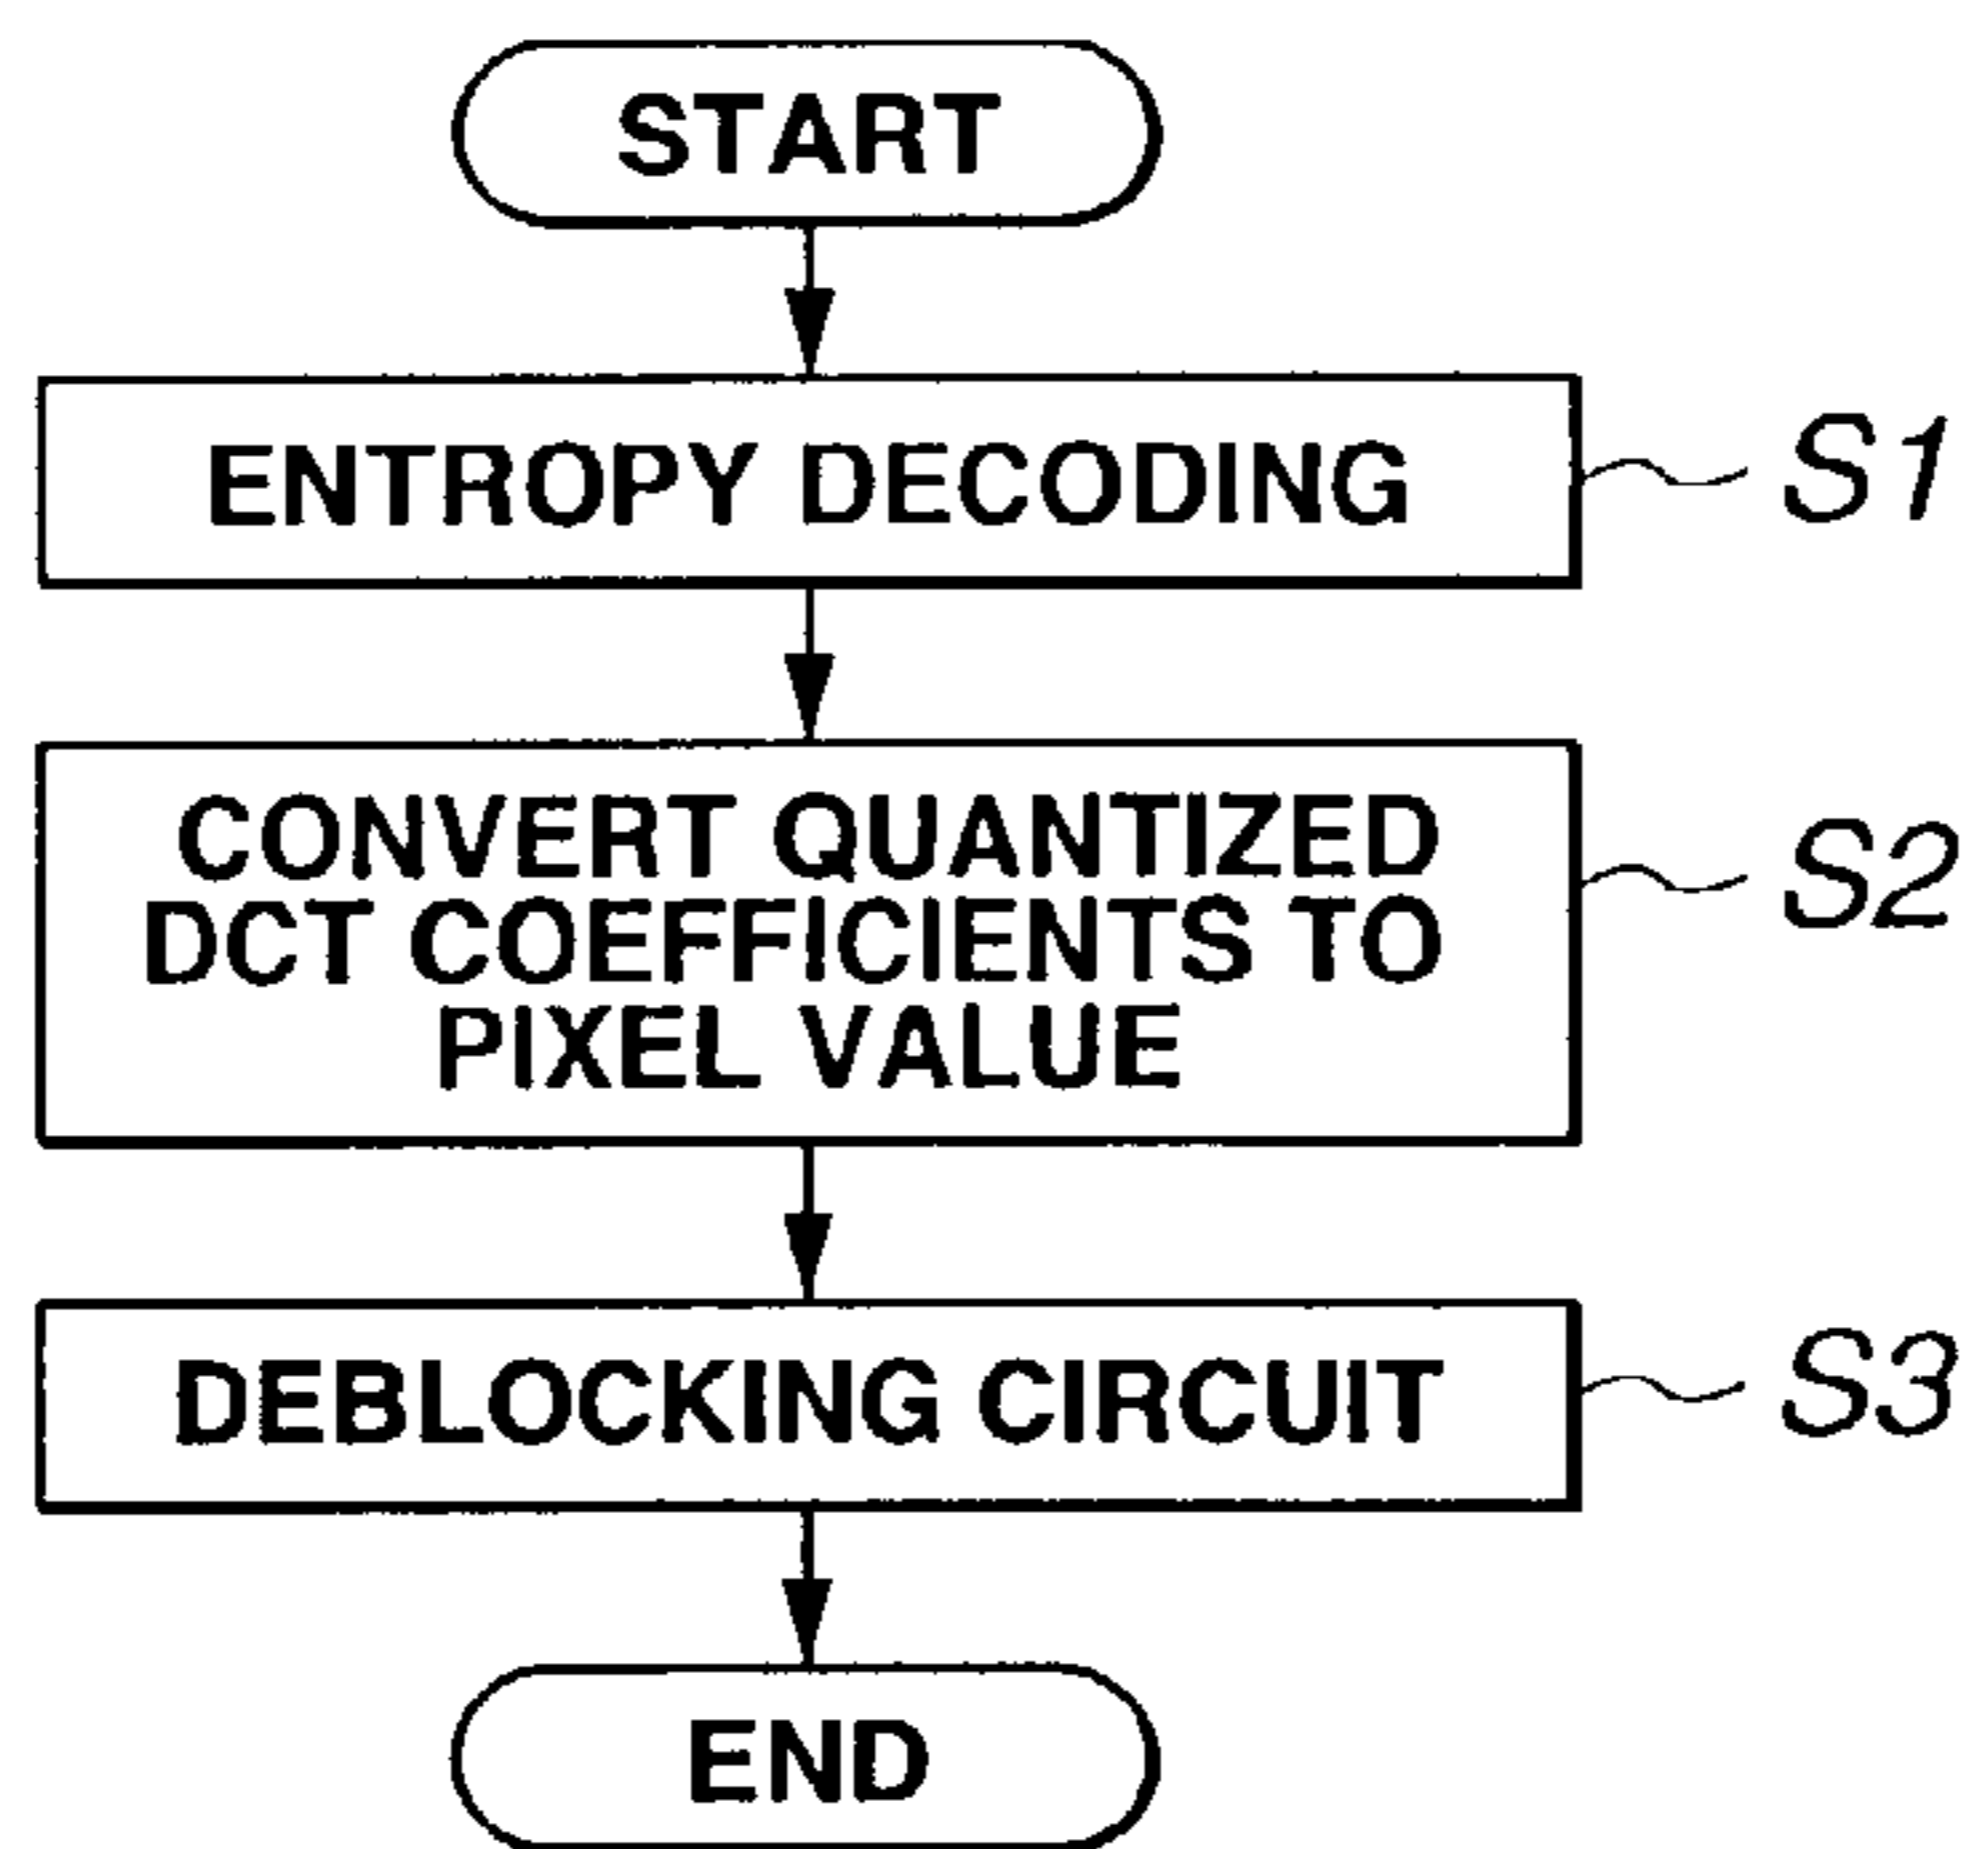 START
ENTROPY DECODING
S1
CONVERT QUANTIZED
DCT COEFFICIENTS TO
PIXEL VALUE
S2
DEBLOCKING CIRCUIT
S3
END